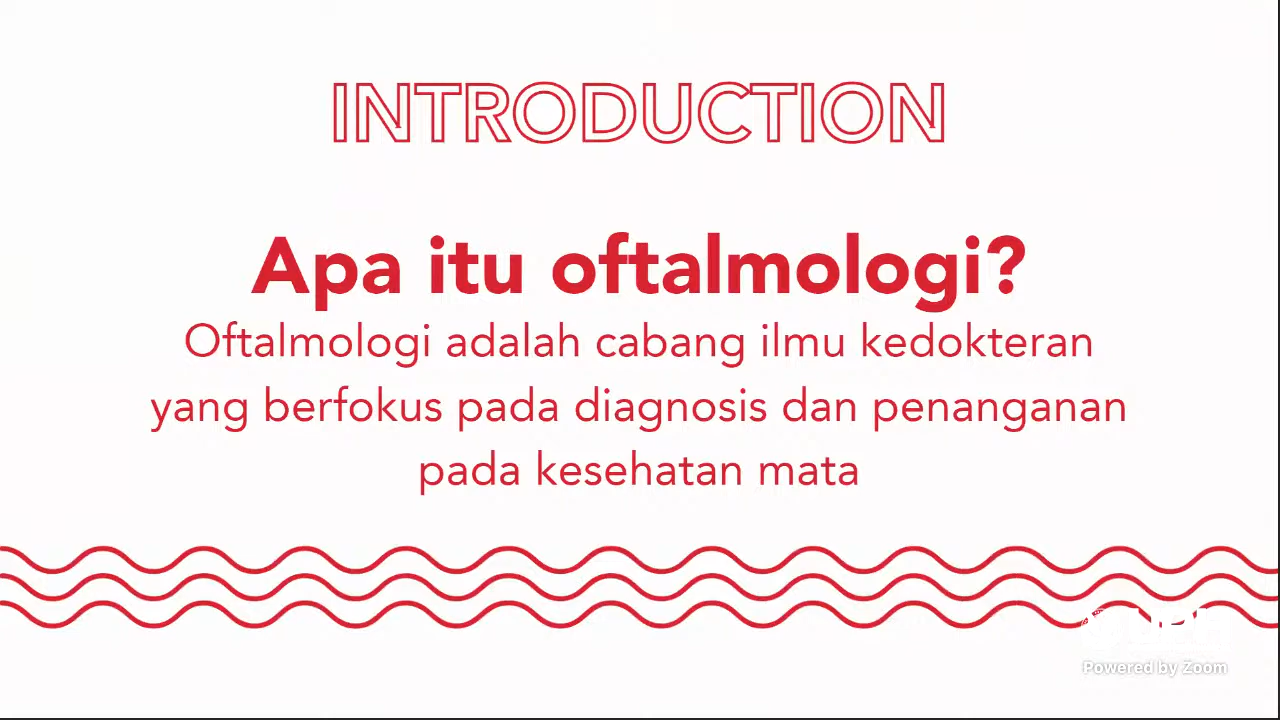 INTRODUCTION
Apa itu oftalmologi?
Oftalmologi adalah cabang ilmu kedokteran
yang berfokus pada diagnosis dan penanganan
pada kesehatan mata
Powered by Zoom